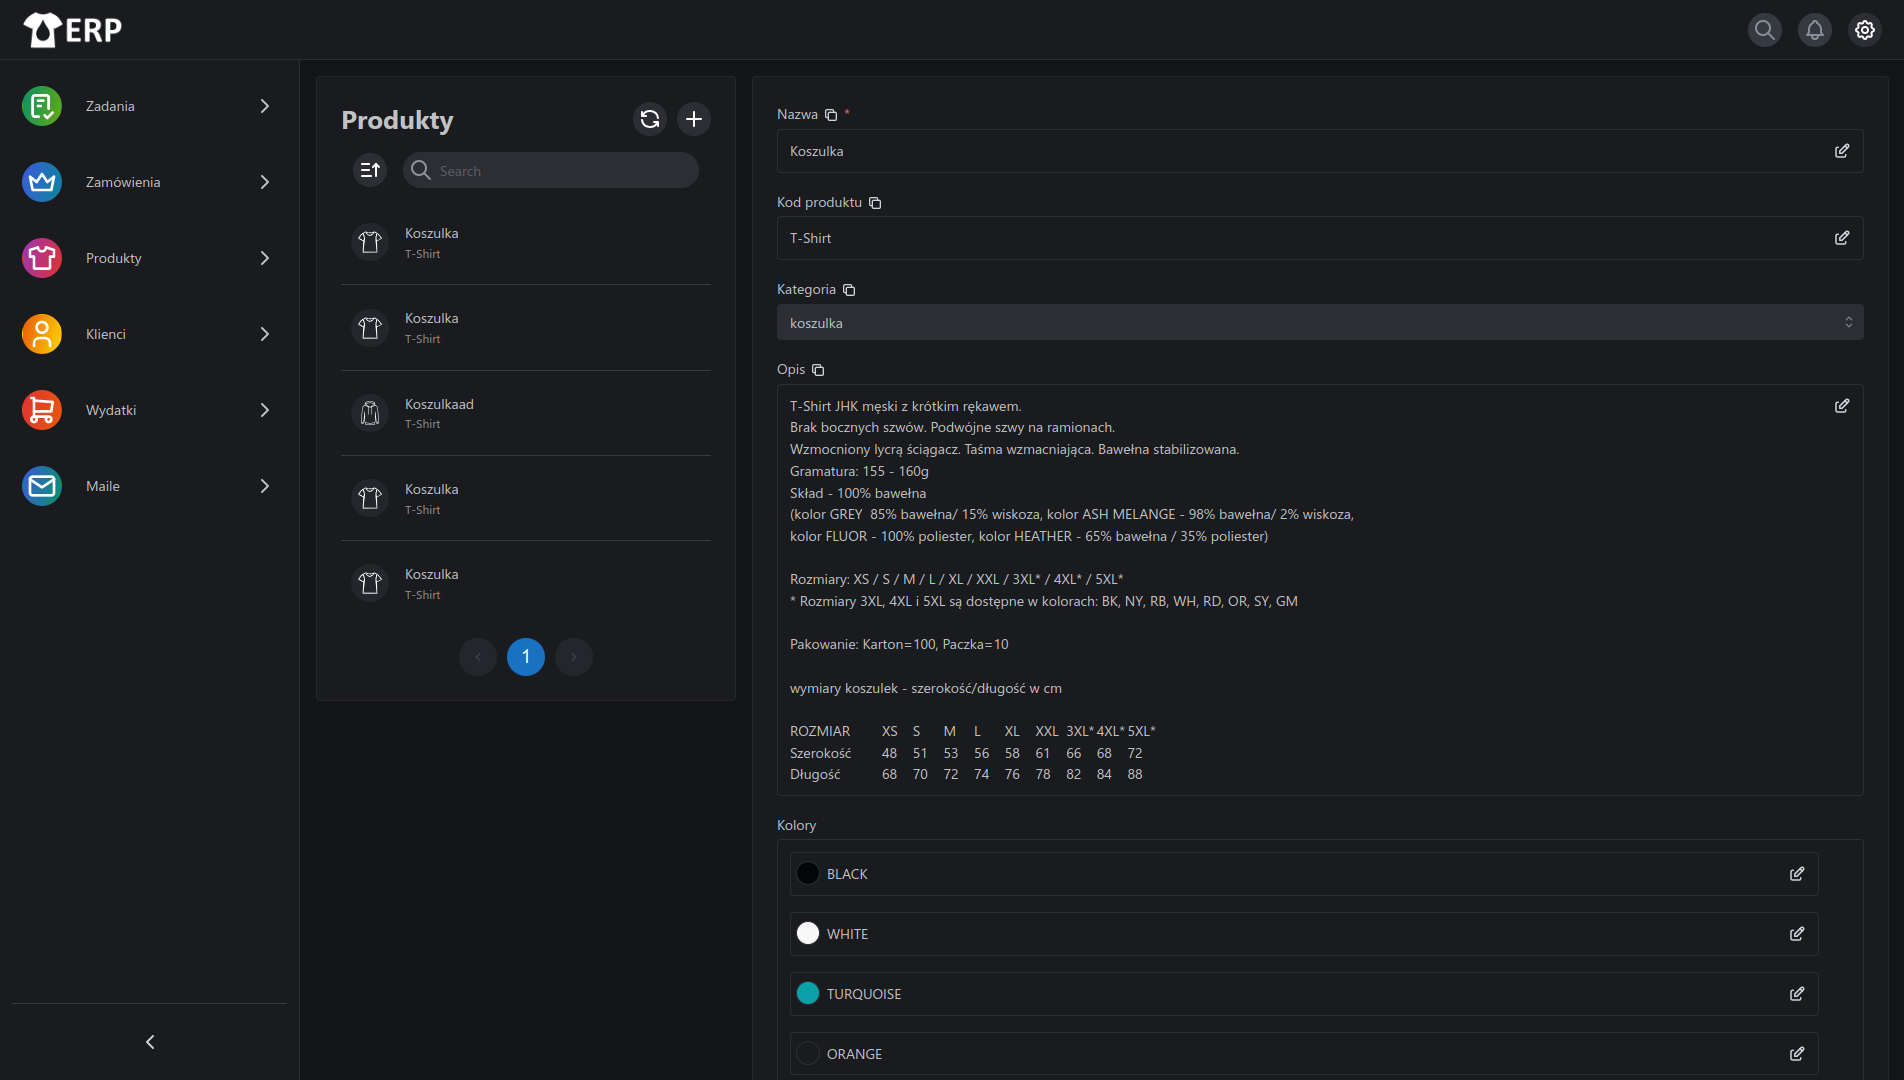 ERP
Zadania
Zamówienia
Produkty
Klienci
Wydatki
Maile
Produkty
Search
Koszulka
T-Shirt
Koszulka
T-Shirt
Koszulkaad
T-Shirt
Koszulka
T-Shirt
Koszulka
T-Shirt
1
Nazwa *
Koszulka
Kod produktu
T-Shirt
Kategoria
koszulka
Opis
T-Shirt JHK męski z krótkim rękawem.
Brak bocznych szwów. Podwójne szwy na ramionach.
Wzmocniony lycrą ściągacz. Taśma wzmacniająca. Bawełna stabilizowana.
Gramatura: 155 - 160g
Skład - 100% bawełna
(kolor GREY  85% bawełna/ 15% wiskoza, kolor ASH MELANGE - 98% bawełna/ 2% wiskoza,
kolor FLUOR - 100% poliester, kolor HEATHER - 65% bawełna / 35% poliester)
Rozmiary: XS / S / M / L / XL / XXL / 3XL* / 4XL* / 5XL*
* Rozmiary 3XL, 4XL i 5XL są dostępne w kolorach: BK, NY, RB, WH, RD, OR, SY, GM
Pakowanie: Karton=100, Paczka=10
wymiary koszulek - szerokość/długość w cm
ROZMIAR XS S M L XL XXL 3XL* 4XL* 5XL*
Szerokość 48 51 53 56 58 61 66 68 72
Długość 68 70 72 74 76 78 82 84 88
Kolory
BLACK
WHITE
TURQUOISE
ORANGE